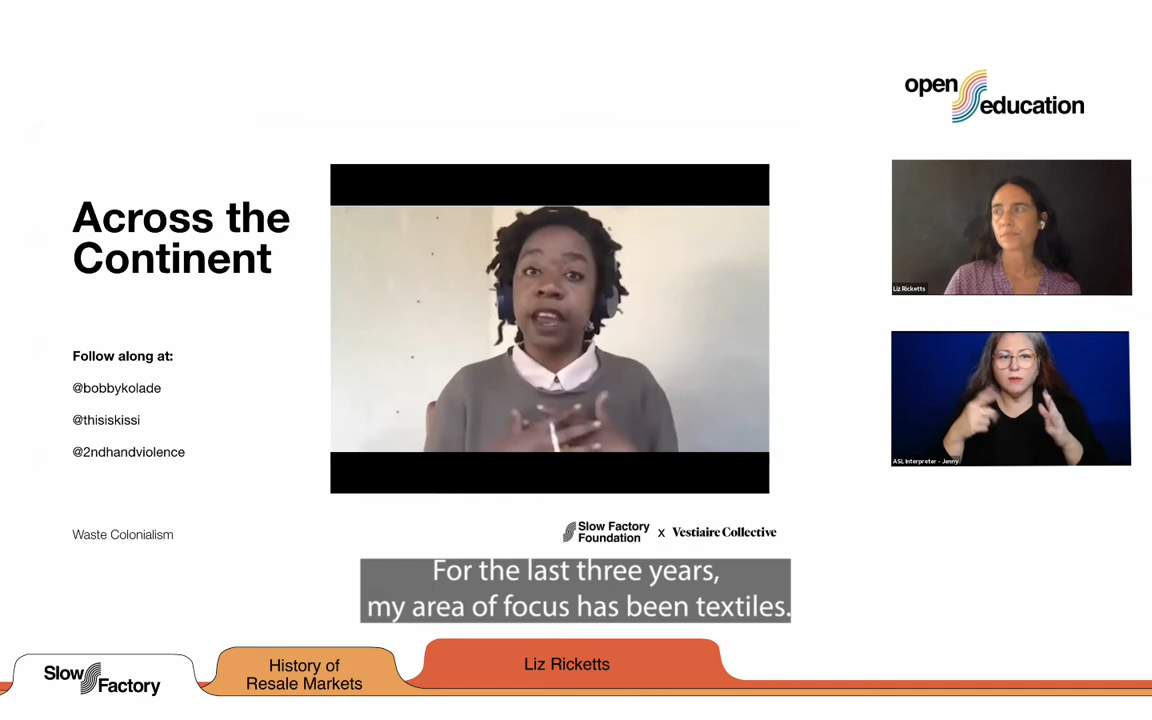 open
education
Across the
Continent
Liz Ricketts
Follow along at:
@bobbykolade
@thisiskissi
@2ndhandviolence
ASL Interpreter - Jenny
Waste Colonialism
Slow Factory
Foundation
x
Vestiaire Collective
For the last three years,
my area of focus has been textiles.
Slow
Factory
History of
Resale Markets
Liz Ricketts